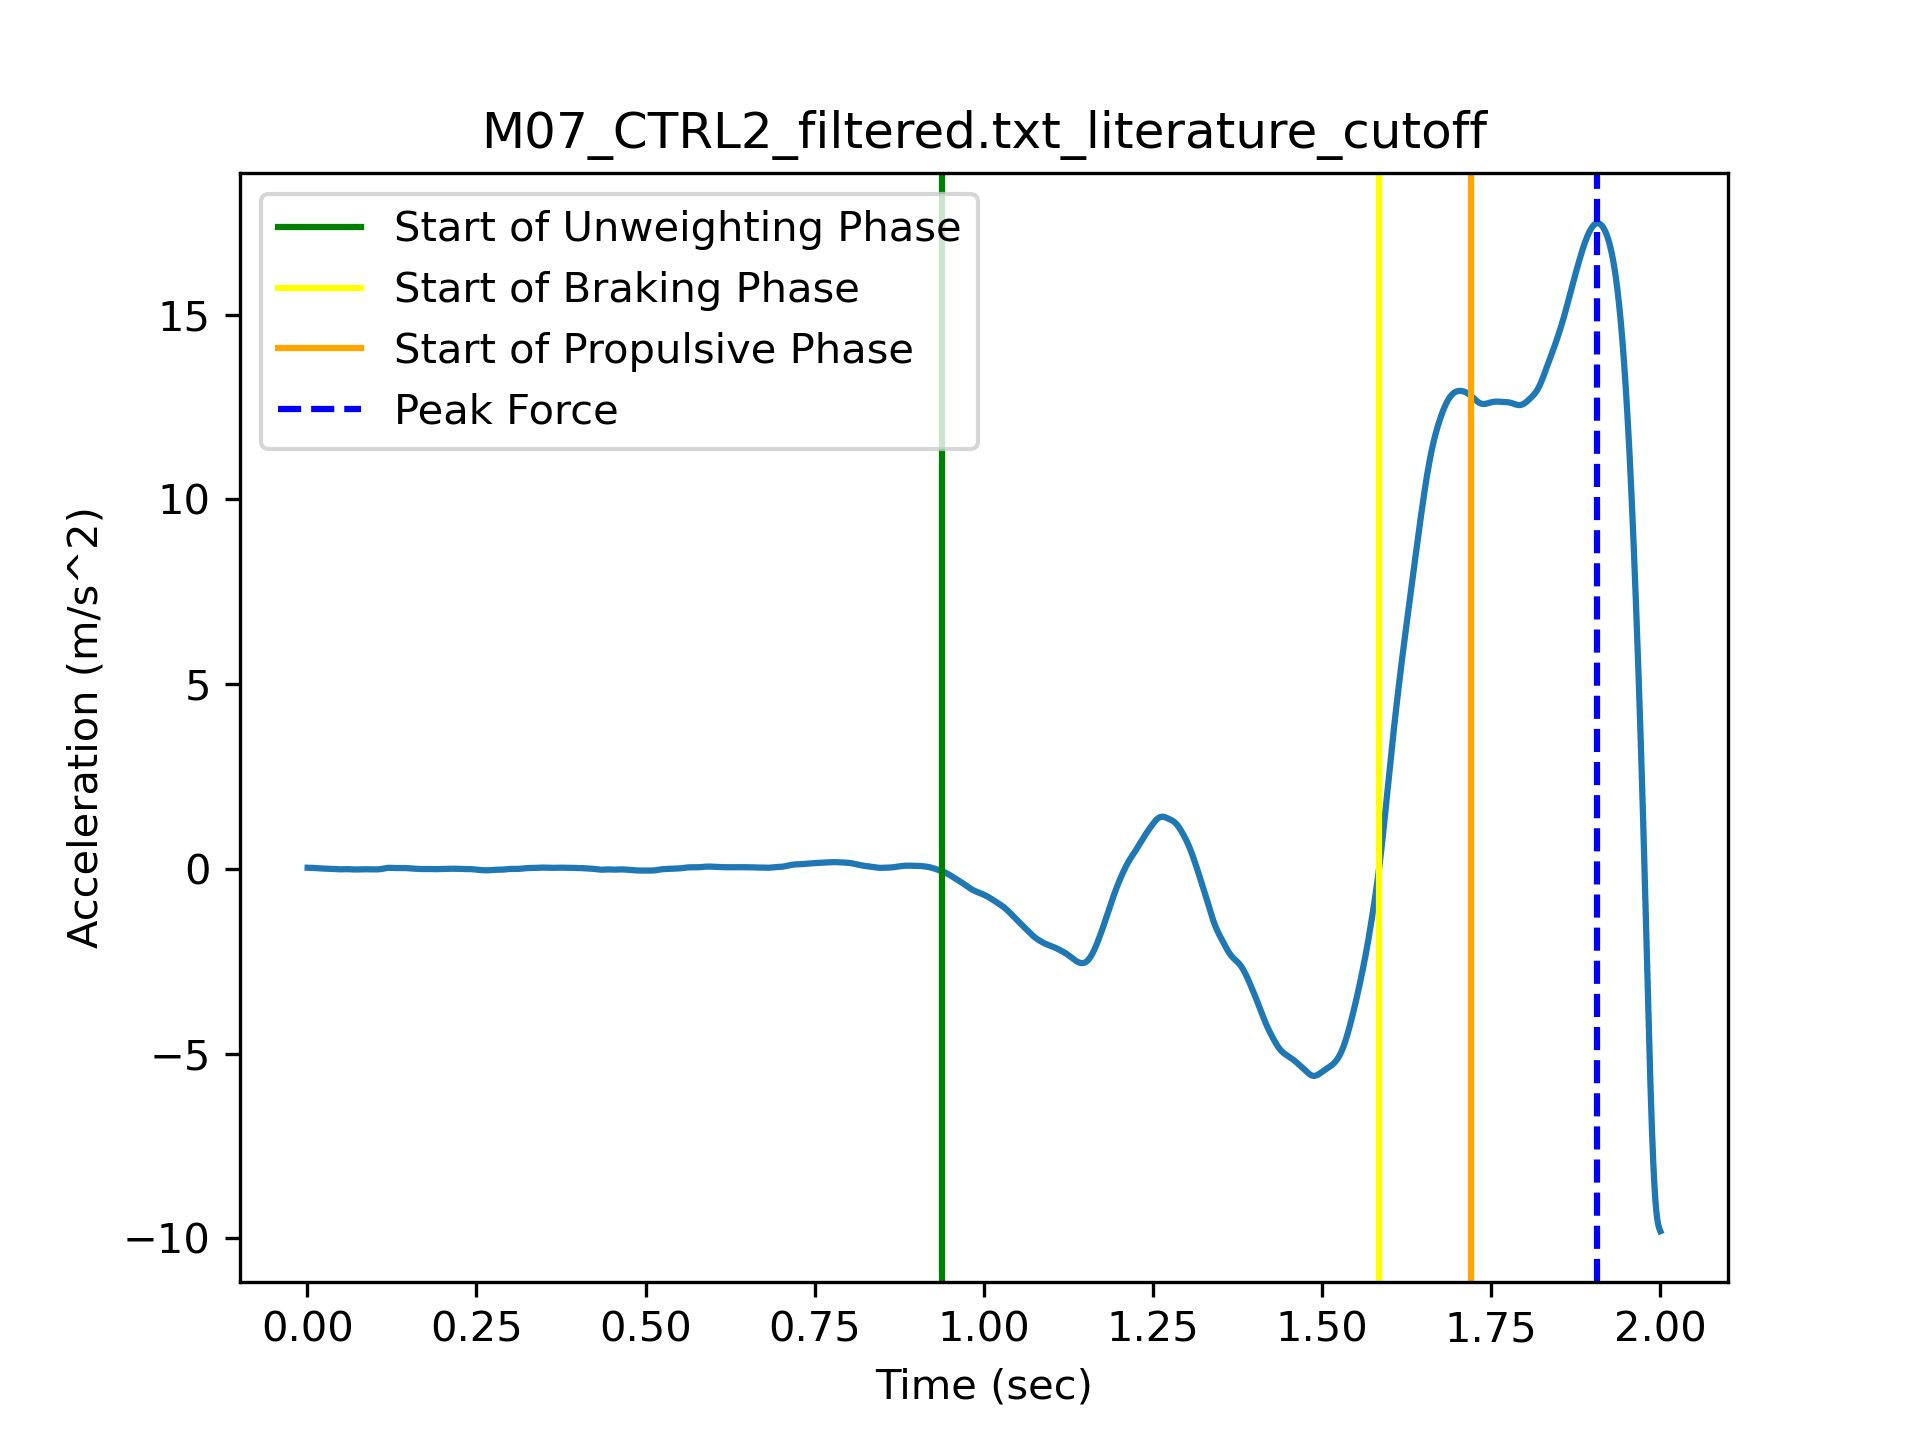 M07_CTRL2_filtered.txt_literature_cutoff
Start of Unweighting Phase
Start of Braking Phase
Start of Propulsive Phase
Peak Force
Acceleration (m/s^2)
15
10
5
0
−5
−10
0.00 0.25 0.50 0.75 1.00 1.25 1.50 1.75 2.00
Time (sec)